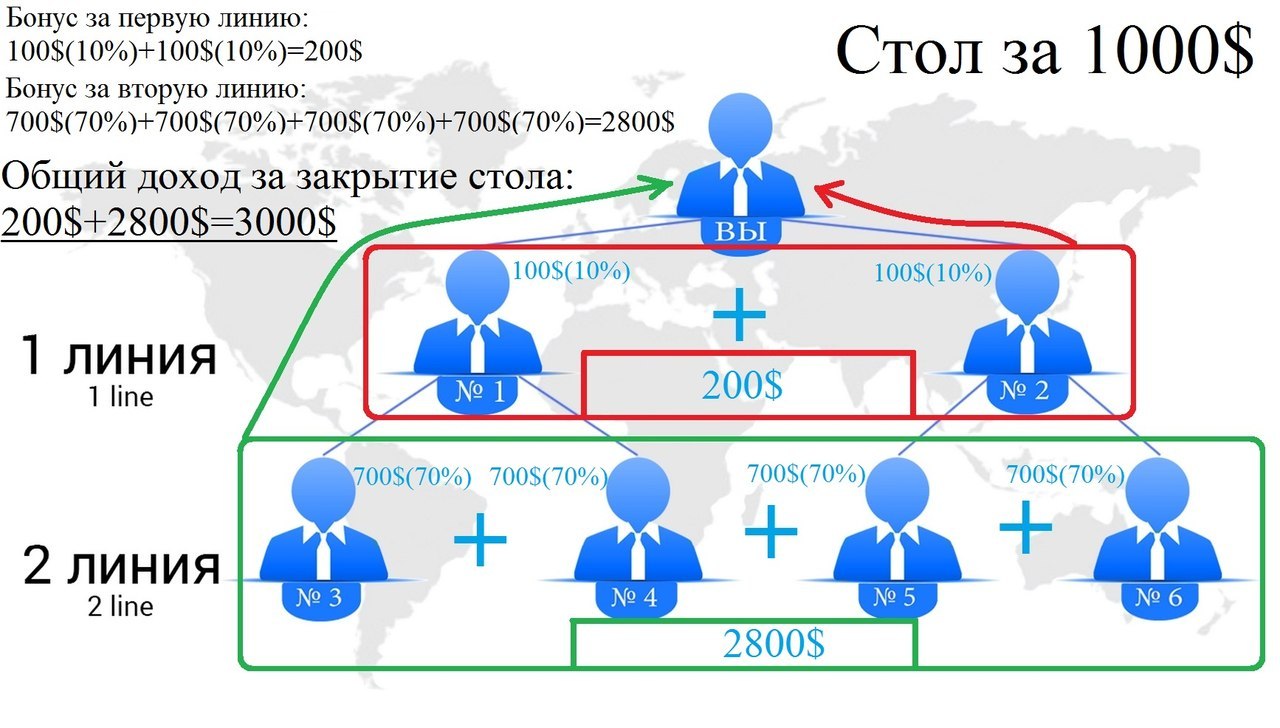 Бонус за первую линию:
100$(10%)+100$(10%)=200$
Бонус за вторую линию:
700$(70%)+700$(70%)+700$(70%)+700$(70%)=2800$
Общий доход за закрытие стола:
200$+2800$=3000$
Стол за 1000$
ВЫ
100$(10%) + 100$(10%)
1 линия
1 line
№ 1
200$
№ 2
700$(70%) 700$(70%) 700$(70%) 700$(70%)
+ + +
2 линия
2 line
№ 3 № 4 № 5 № 6
2800$